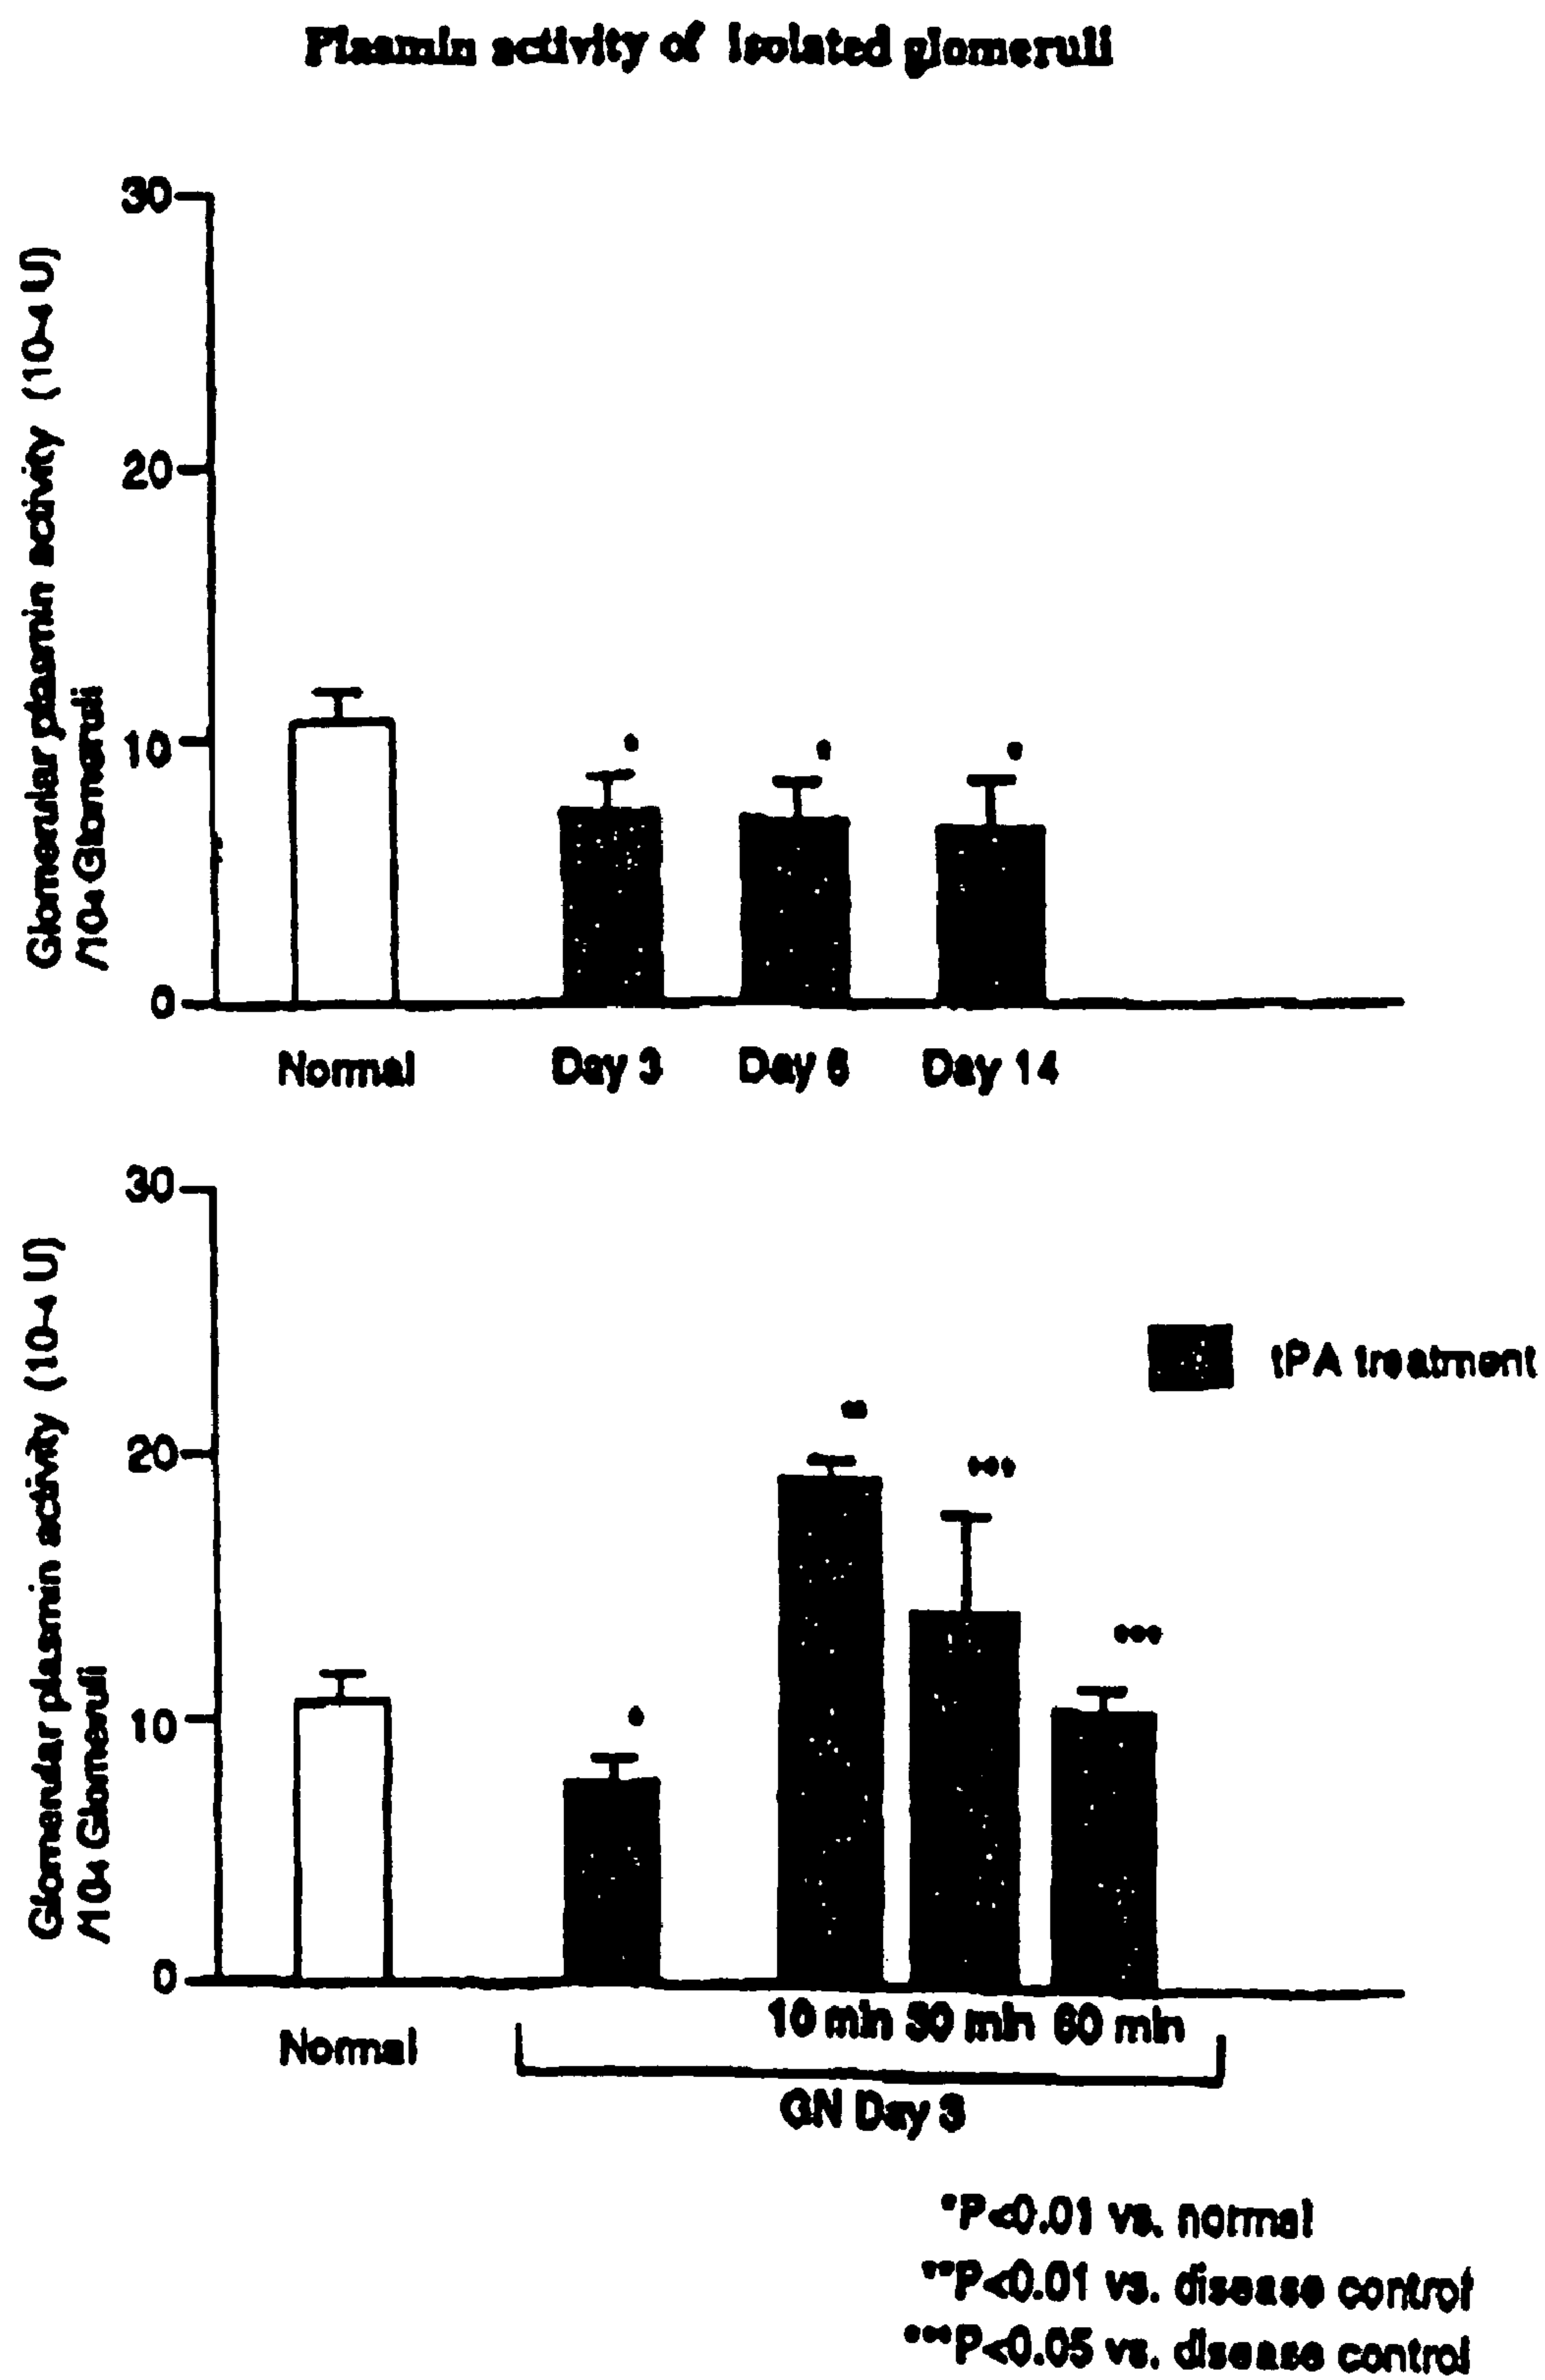 Plasmin activity of isolated glomeruli
Glomerular plasmin activity (10-4 U)
/104 Glomeruli
30
20
10
0
Normal Day 3 Day 6 Day 14
Glomerular plasmin activity (10-4 U)
/104 Glomeruli
30
20
10
0
tPA treatment
*
**
***
***
10 min 30 min 60 min
Normal
GN Day 3
*P<0.01 vs. normal
**P<0.01 vs. disease control
***P<0.05 vs. disease control